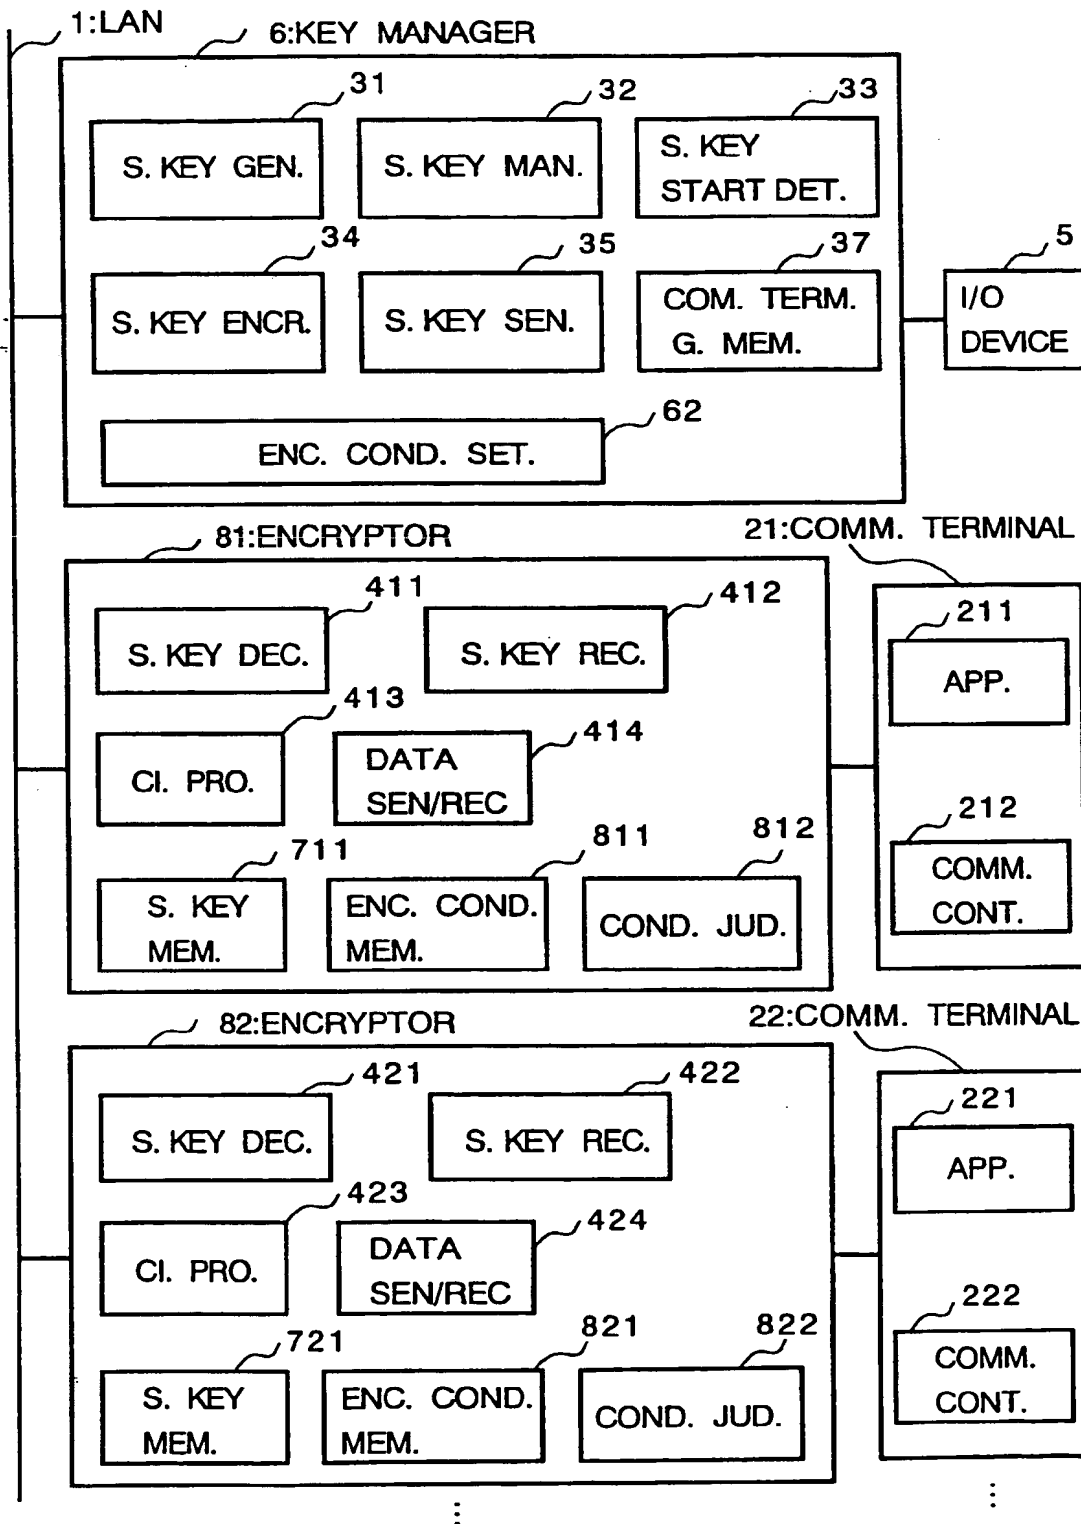 1:LAN
6:KEY MANAGER
31
32
33
S. KEY GEN.
S. KEY MAN.
S. KEY
START DET.
34
35
37
5
S. KEY ENCR.
S. KEY SEN.
COM. TERM.
G. MEM.
I/O
DEVICE
62
ENC. COND. SET.
81:ENCRYPTOR
21:COMM. TERMINAL
411
412
211
S. KEY DEC.
S. KEY REC.
APP.
413
414
CI. PRO.
DATA
SEN/REC
212
711
811
812
COMM.
CONT.
S. KEY
MEM.
ENC. COND.
MEM.
COND. JUD.
82:ENCRYPTOR
22:COMM. TERMINAL
421
422
221
S. KEY DEC.
S. KEY REC.
APP.
423
424
CI. PRO.
DATA
SEN/REC
222
721
821
822
COMM.
CONT.
S. KEY
MEM.
ENC. COND.
MEM.
COND. JUD.